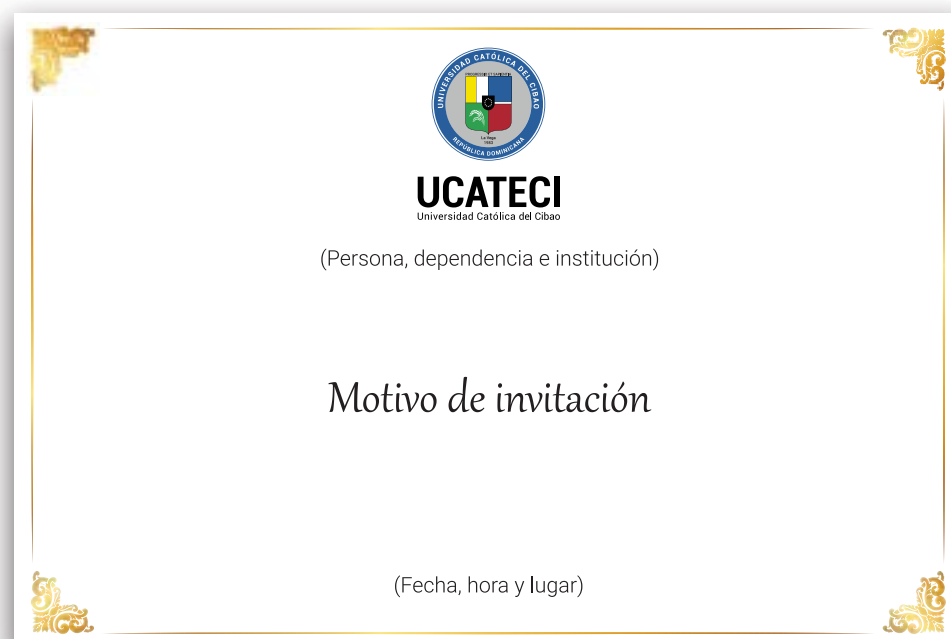 UNIVERSIDAD CATÓLICA DEL CIBAO
La Vega
1983
REPÚBLICA DOMINICANA
UCATECI
Universidad Católica del Cibao
(Persona, dependencia e institución)
Motivo de invitación
(Fecha, hora y lugar)